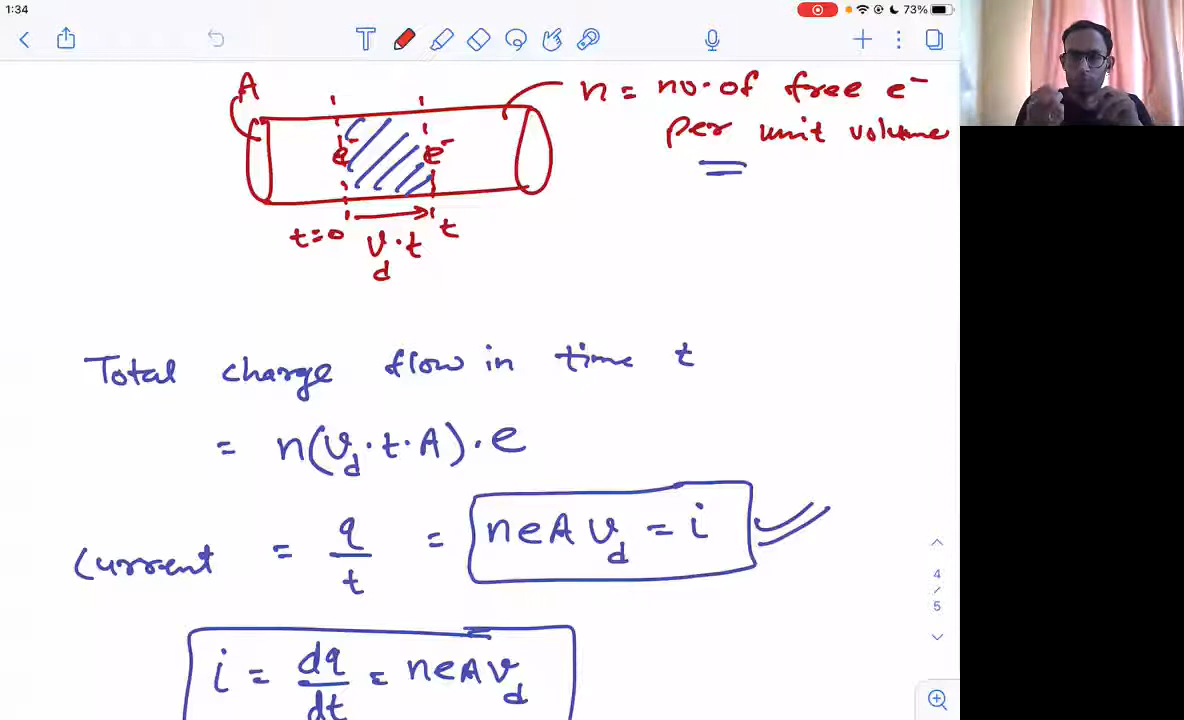 1:34
73%
T
A
n = no. of free e⁻
per unit volume
e⁻ e⁻
t=0 v_d · t t
Total charge flow in time t
= n(v_d · t · A) · e
Current = q/t = neAv_d = i
4
/
5
i = dq/dt = neAv_d